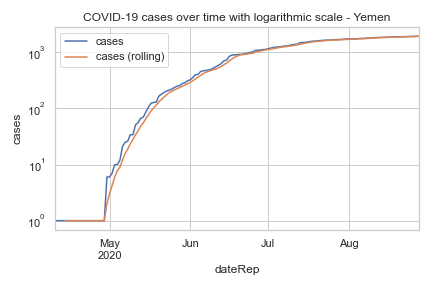 COVID-19 cases over time with logarithmic scale - Yemen
cases
cases (rolling)
10³
10²
10¹
10⁰
cases
May
2020
Jun
Jul
Aug
dateRep